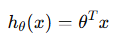 h_θ(x) = θ^T x